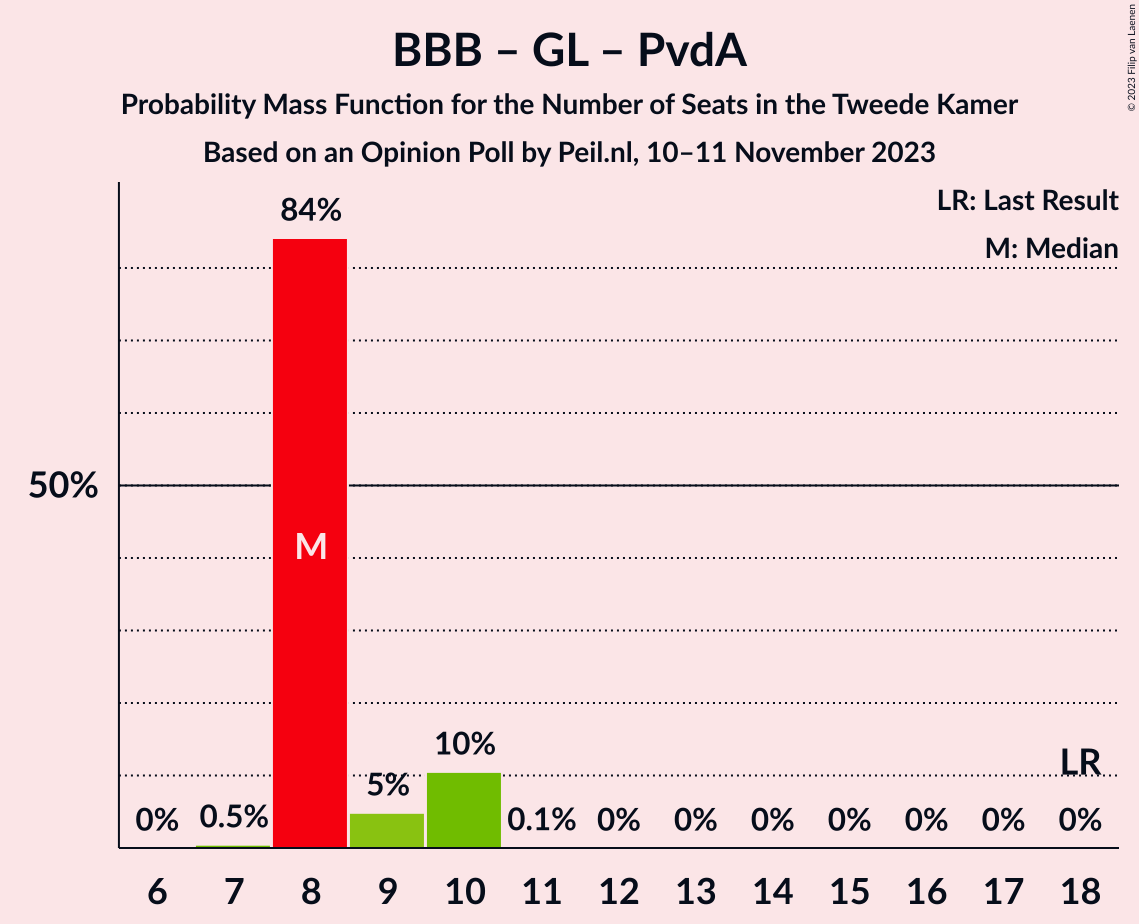 BBB – GL – PvdA
Probability Mass Function for the Number of Seats in the Tweede Kamer
Based on an Opinion Poll by Peil.nl, 10–11 November 2023
© 2023 Filip van Laenen
LR: Last Result
M: Median
84%
50%
M
10%
5%
LR
0% 0.5% 0.1% 0% 0% 0% 0% 0% 0% 0%
6 7 8 9 10 11 12 13 14 15 16 17 18